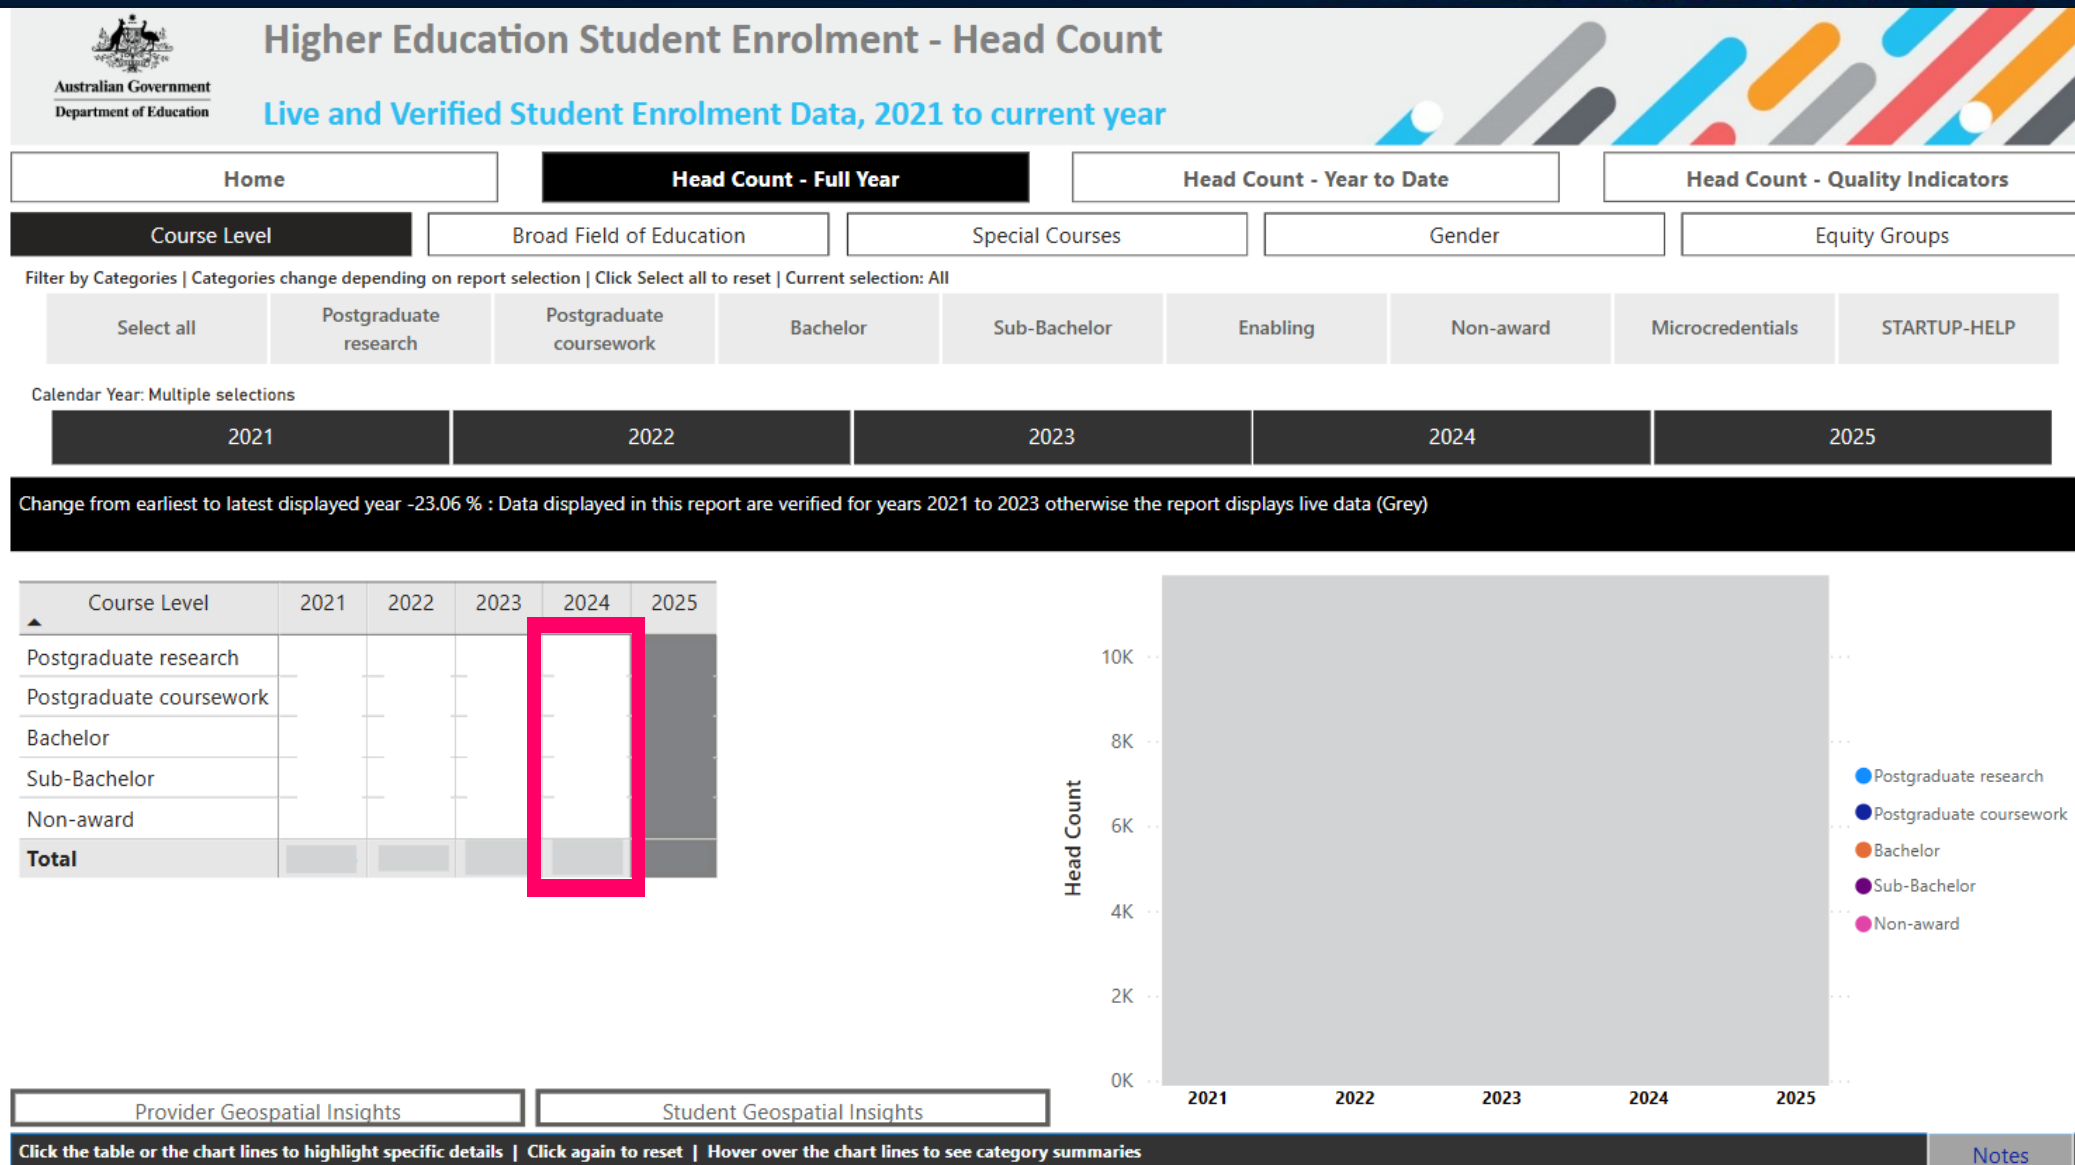 Australian Government
Department of Education
Higher Education Student Enrolment - Head Count
Live and Verified Student Enrolment Data, 2021 to current year
Home
Head Count - Full Year
Head Count - Year to Date
Head Count - Quality Indicators
Course Level
Broad Field of Education
Special Courses
Gender
Equity Groups
Filter by Categories | Categories change depending on report selection | Click Select all to reset | Current selection: All
Select all
Postgraduate
research
Postgraduate
coursework
Bachelor
Sub-Bachelor
Enabling
Non-award
Microcredentials
STARTUP-HELP
Calendar Year: Multiple selections
2021
2022
2023
2024
2025
Change from earliest to latest displayed year -23.06 % : Data displayed in this report are verified for years 2021 to 2023 otherwise the report displays live data (Grey)
Course Level 2021 2022 2023 2024 2025
Postgraduate research
Postgraduate coursework
Bachelor
Sub-Bachelor
Non-award
Total
Head Count
10K
8K
6K
4K
2K
0K
2021 2022 2023 2024 2025
Postgraduate research
Postgraduate coursework
Bachelor
Sub-Bachelor
Non-award
Provider Geospatial Insights
Student Geospatial Insights
Click the table or the chart lines to highlight specific details | Click again to reset | Hover over the chart lines to see category summaries
Notes